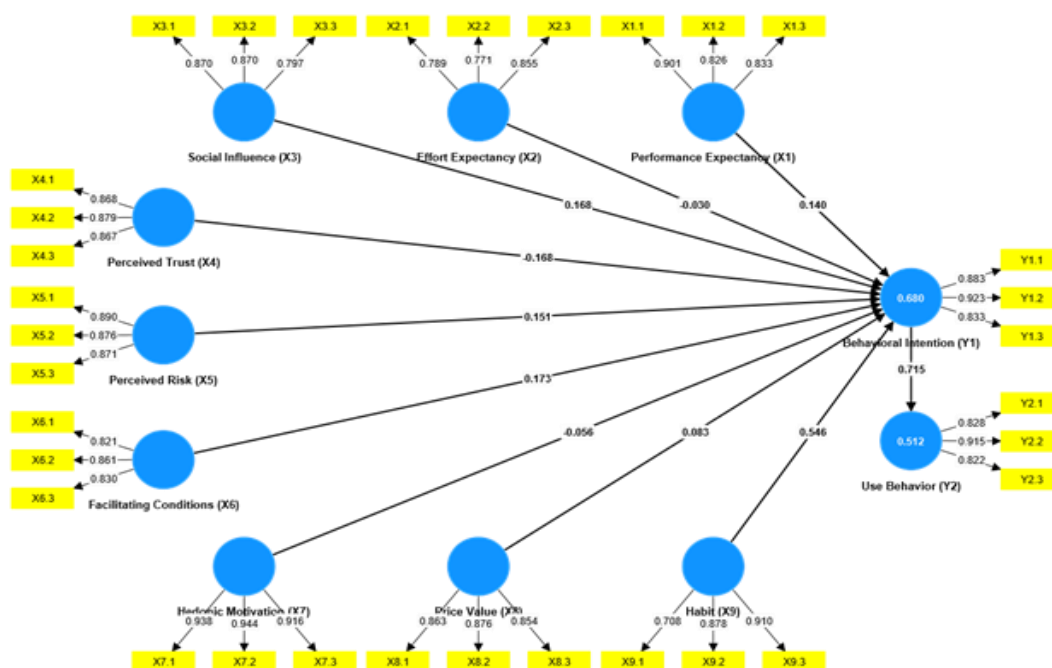 X3.1 X3.2 X3.3 X2.1 X2.2 X2.3 X1.1 X1.2 X1.3
0.870 0.870 0.797 0.789 0.771 0.855 0.901 0.826 0.833
Social Influence (X3) Effort Expectancy (X2) Performance Expectancy (X1)
X4.1
0.868
X4.2 0.879
0.867
X4.3
Perceived Trust (X4)
0.168 -0.030 0.140
-0.168
X5.1
0.890
X5.2 0.876
0.871
X5.3
Perceived Risk (X5)
0.151
Y1.1
0.883
0.680 0.923 Y1.2
0.833
Y1.3
Behavioral Intention (Y1)
0.173
0.715
X6.1
0.821
X6.2 0.861
0.830
X6.3
Facilitating Conditions (X6)
-0.056 0.083 0.546
Y2.1
0.828
0.512 0.915 Y2.2
0.822
Y2.3
Use Behavior (Y2)
Hedonic Motivation (X7) Price Value (X8) Habit (X9)
0.938 0.944 0.916 0.863 0.876 0.854 0.708 0.878 0.910
X7.1 X7.2 X7.3 X8.1 X8.2 X8.3 X9.1 X9.2 X9.3